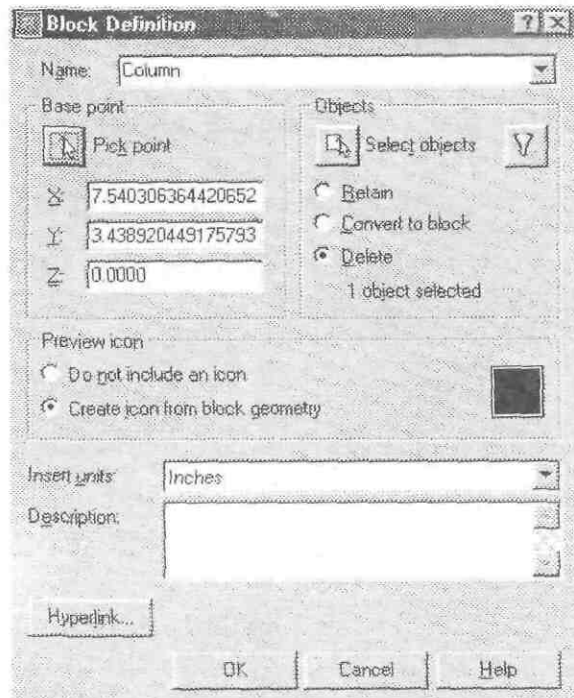 Block Definition
Name: Column
Base point
Pick point
X: 7.540306364420652
Y: 3.438920449175793
Z: 0.0000
Objects
Select objects
Retain
Convert to block
Delete
1 object selected
Preview icon
Do not include an icon
Create icon from block geometry
Insert units: Inches
Description:
Hyperlink...
OK Cancel Help